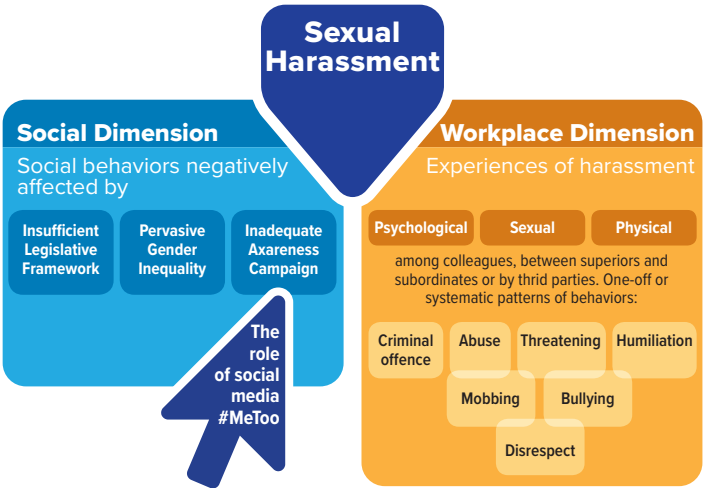 Sexual
Harassment
Social Dimension
Social behaviors negatively
affected by
Insufficient
Legislative
Framework
Pervasive
Gender
Inequality
Inadequate
Axareness
Campaign
The
role
of social
media
#MeToo
Workplace Dimension
Experiences of harassment
Psychological
Sexual
Physical
among colleagues, between superiors and
subordinates or by thrid parties. One-off or
systematic patterns of behaviors:
Criminal
offence
Abuse
Threatening
Humiliation
Mobbing
Bullying
Disrespect